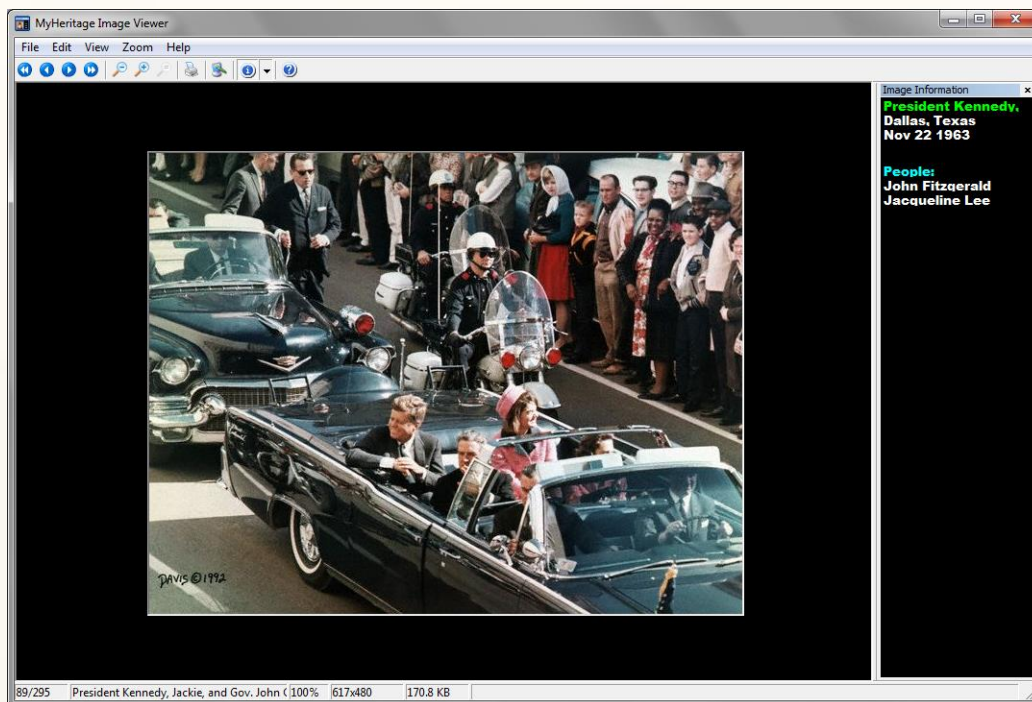 MyHeritage Image Viewer
File Edit View Zoom Help
Image Information
President Kennedy,
Dallas, Texas
Nov 22 1963
People:
John Fitzgerald
Jacqueline Lee
DAVIS ©1992
89/295 President Kennedy, Jackie, and Gov. John ( 100% 617x480 170.8 KB